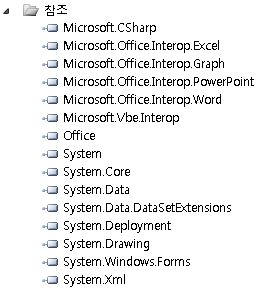 참조
Microsoft.CSharp
Microsoft.Office.Interop.Excel
Microsoft.Office.Interop.Graph
Microsoft.Office.Interop.PowerPoint
Microsoft.Office.Interop.Word
Microsoft.Vbe.Interop
Office
System
System.Core
System.Data
System.Data.DataSetExtensions
System.Deployment
System.Drawing
System.Windows.Forms
System.Xml